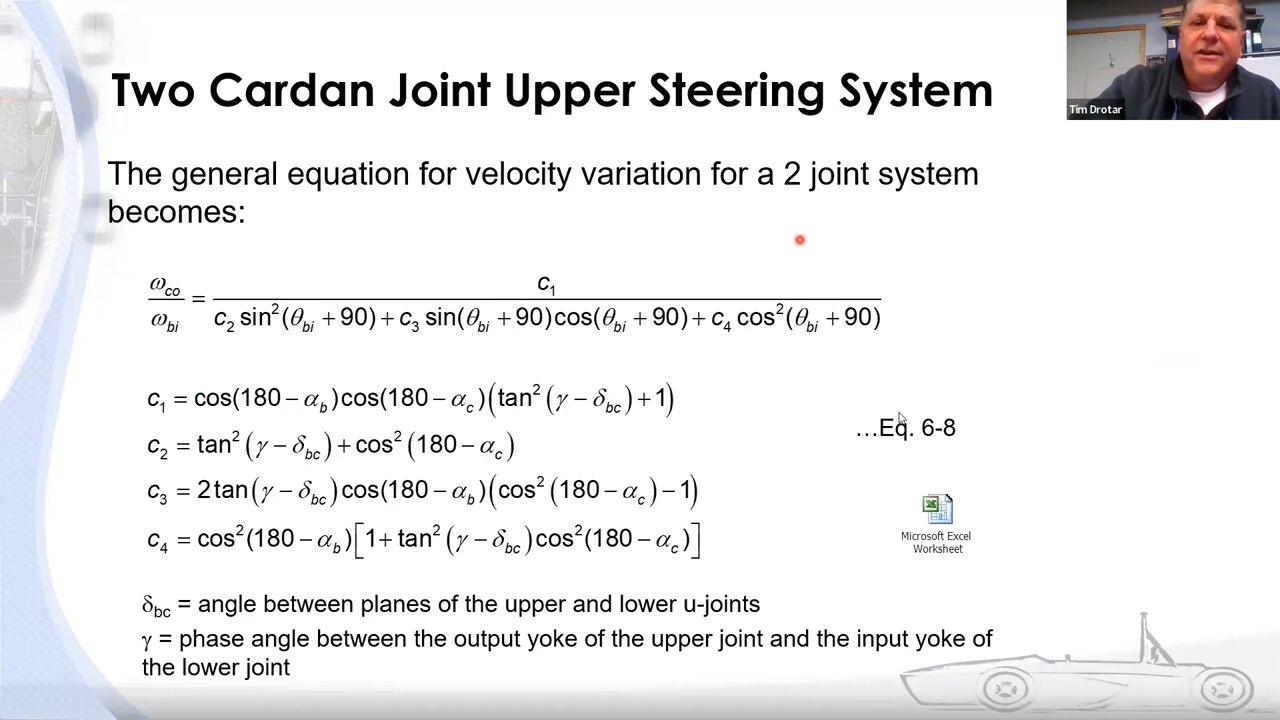 Two Cardan Joint Upper Steering System
Tim Drotar
The general equation for velocity variation for a 2 joint system
becomes:
ω_co / ω_bi = c₁ / (c₂ sin²(θ_bi + 90) + c₃ sin(θ_bi + 90)cos(θ_bi + 90) + c₄ cos²(θ_bi + 90))
c₁ = cos(180 − α_b)cos(180 − α_c)(tan²(γ − δ_bc) + 1)
c₂ = tan²(γ − δ_bc) + cos²(180 − α_c)
...Eq. 6-8
c₃ = 2tan(γ − δ_bc)cos(180 − α_b)(cos²(180 − α_c) − 1)
c₄ = cos²(180 − α_b)[1 + tan²(γ − δ_bc)cos²(180 − α_c)]
Microsoft Excel
Worksheet
δ_bc = angle between planes of the upper and lower u-joints
γ = phase angle between the output yoke of the upper joint and the input yoke of
the lower joint